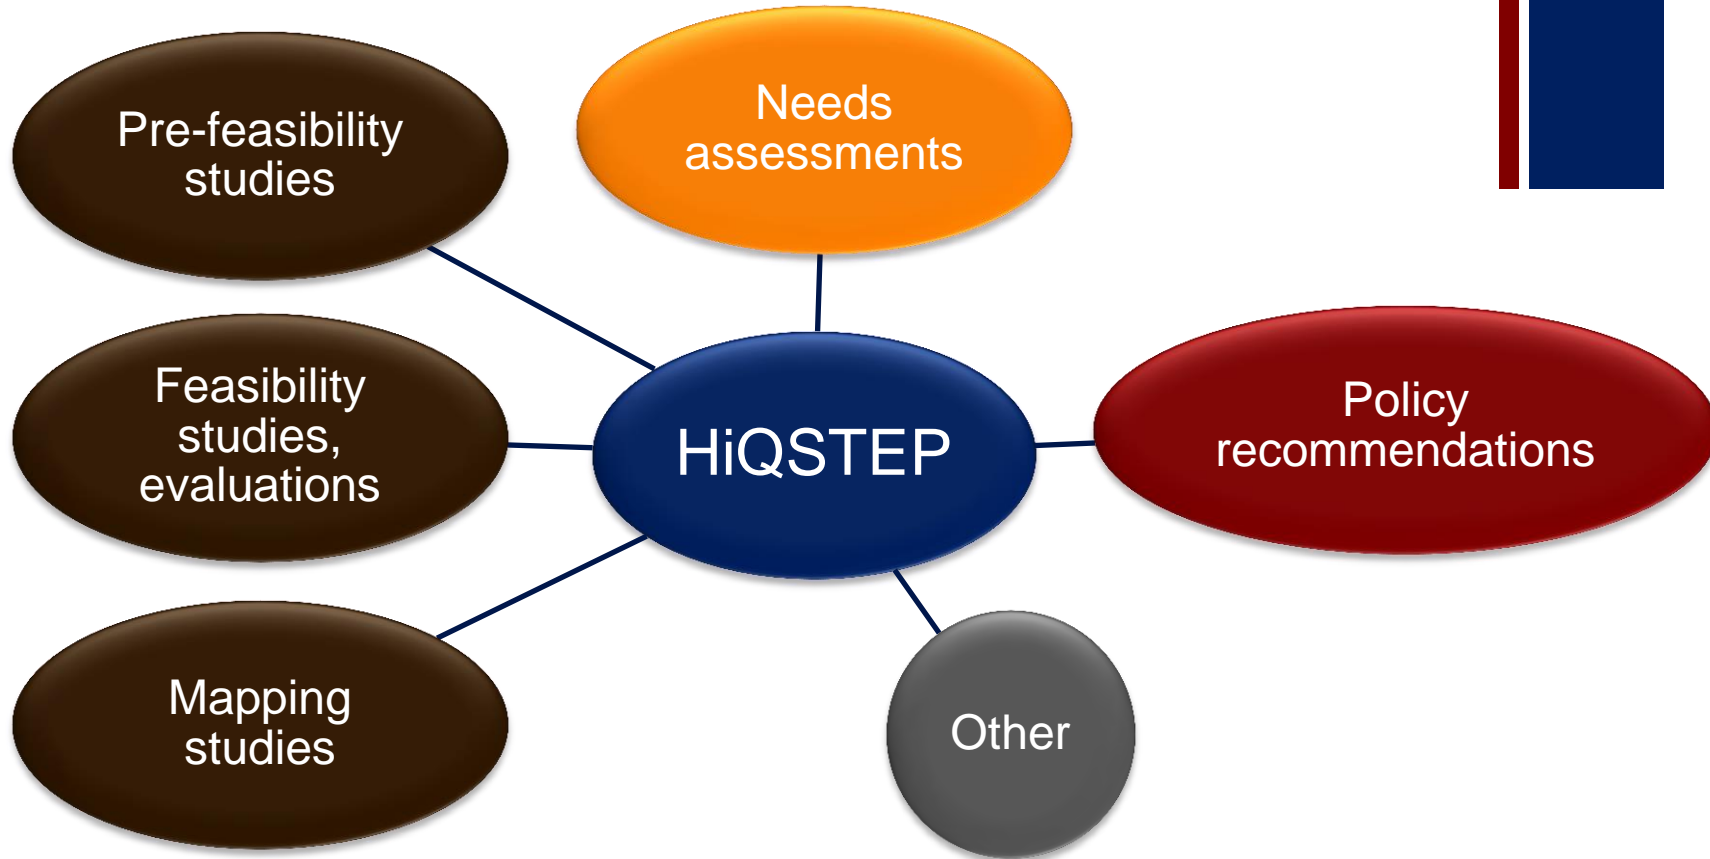 Pre-feasibility
studies
Needs
assessments
Feasibility
studies,
evaluations
HiQSTEP
Policy
recommendations
Mapping
studies
Other